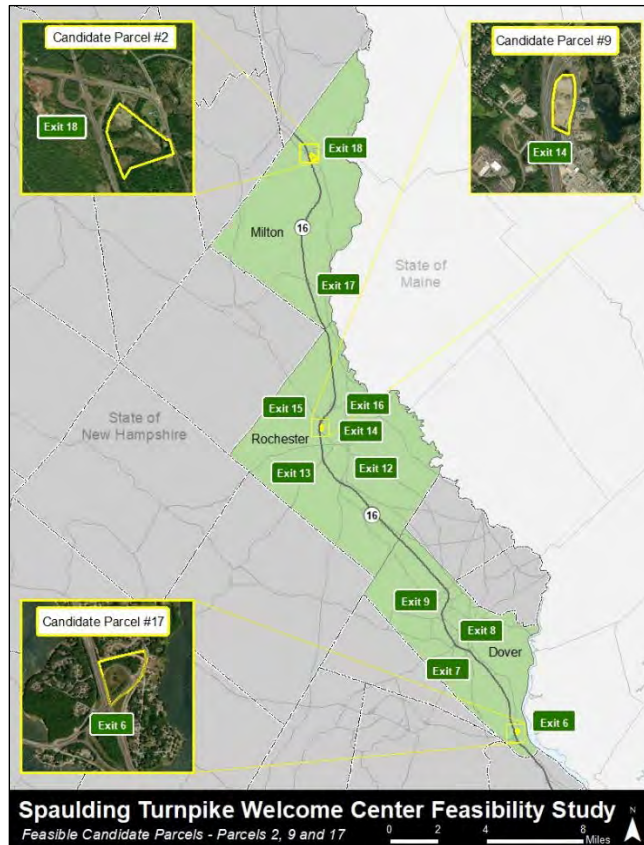 Candidate Parcel #2
Exit 18
Candidate Parcel #9
Exit 14
Exit 18
Milton
16
Exit 17
State of
Maine
State of
New Hampshire
Exit 15
Exit 16
Rochester
Exit 14
Exit 13
Exit 12
16
Exit 9
Exit 8
Dover
Exit 7
Candidate Parcel #17
Exit 6
Exit 6
Spaulding Turnpike Welcome Center Feasibility Study
Feasible Candidate Parcels - Parcels 2, 9 and 17
0 2 4 8
Miles
N